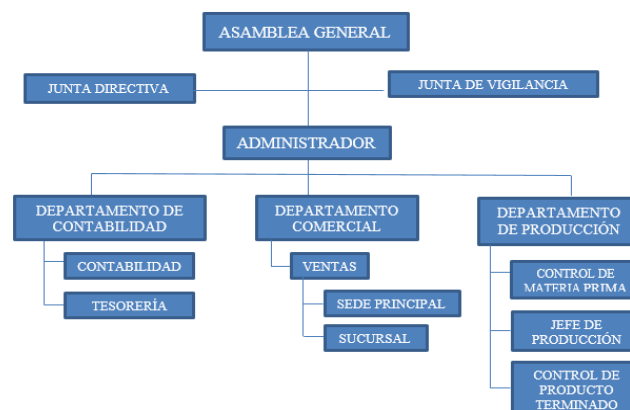 ASAMBLEA GENERAL
JUNTA DIRECTIVA
JUNTA DE VIGILANCIA
ADMINISTRADOR
DEPARTAMENTO DE
CONTABILIDAD
CONTABILIDAD
TESORERÍA
DEPARTAMENTO
COMERCIAL
VENTAS
SEDE PRINCIPAL
SUCURSAL
DEPARTAMENTO
DE PRODUCCIÓN
CONTROL DE
MATERIA PRIMA
JEFE DE
PRODUCCIÓN
CONTROL DE
PRODUCTO
TERMINADO